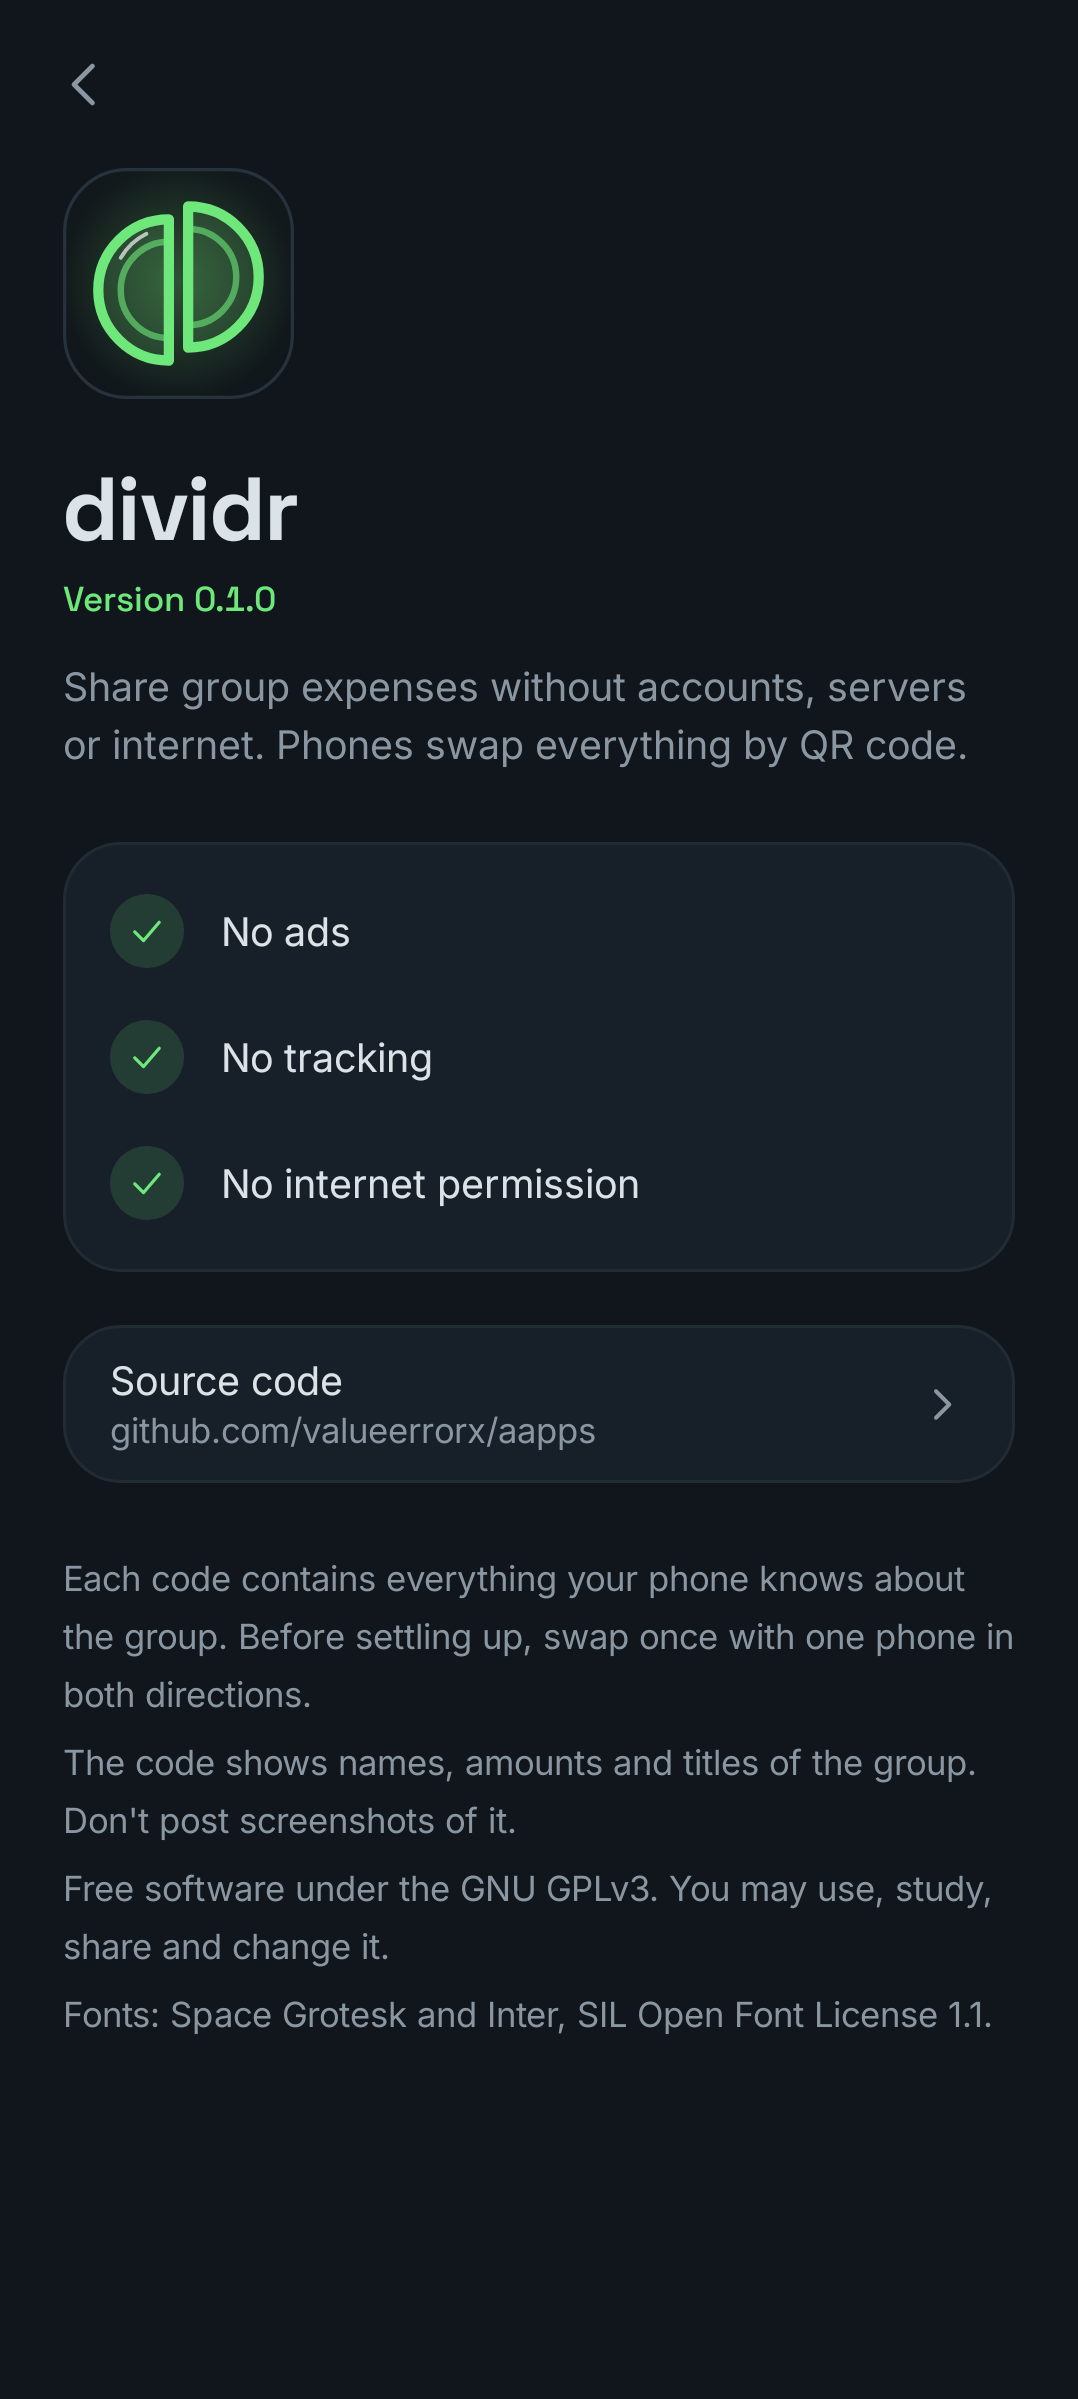 dividr
Version 0.1.0
Share group expenses without accounts, servers
or internet. Phones swap everything by QR code.
No ads
No tracking
No internet permission
Source code
github.com/valueerrorx/aapps
Each code contains everything your phone knows about
the group. Before settling up, swap once with one phone in
both directions.
The code shows names, amounts and titles of the group.
Don't post screenshots of it.
Free software under the GNU GPLv3. You may use, study,
share and change it.
Fonts: Space Grotesk and Inter, SIL Open Font License 1.1.